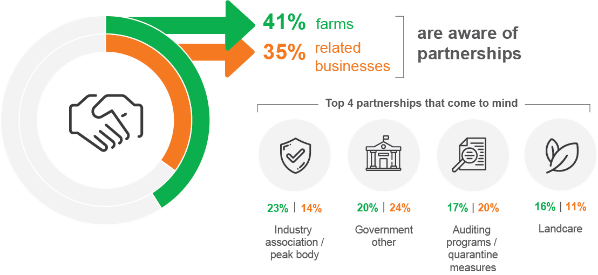 41% farms
35% related
businesses
are aware of
partnerships
Top 4 partnerships that come to mind
23% | 14%
Industry
association /
peak body
20% | 24%
Government
other
17% | 20%
Auditing
programs /
quarantine
measures
16% | 11%
Landcare